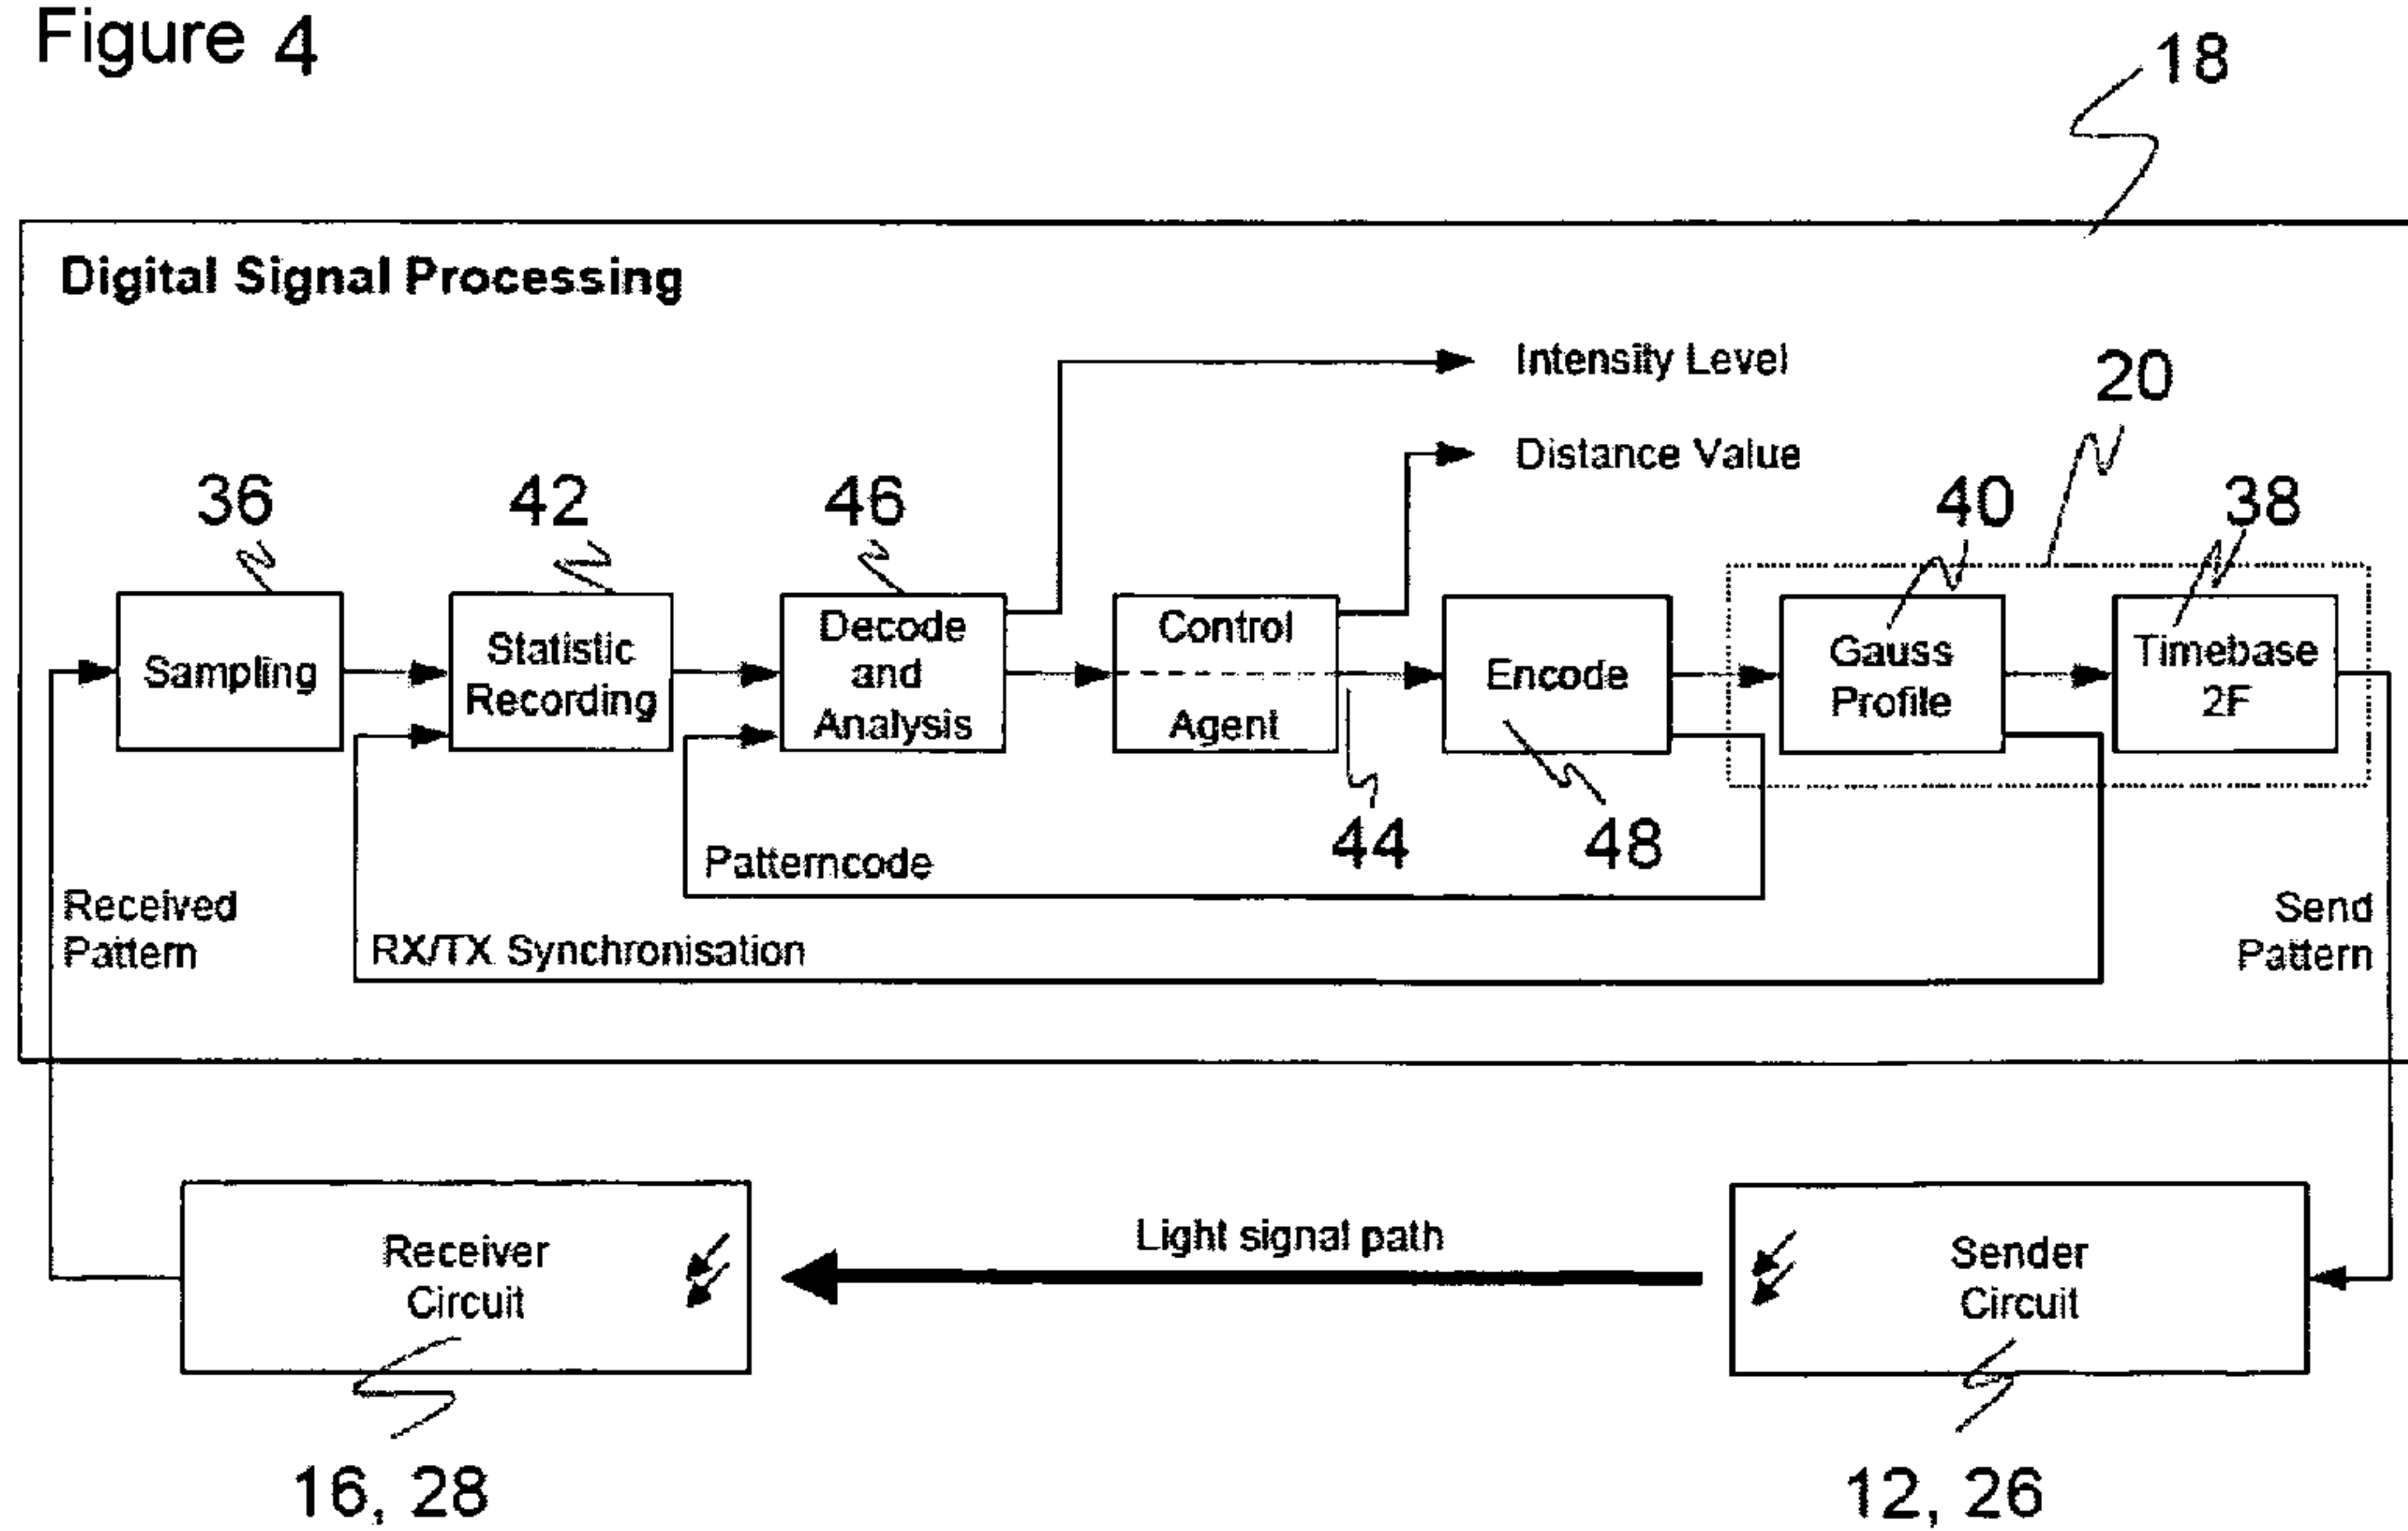 Figure 4
18
Digital Signal Processing
Intensity Level
20
Distance Value
36
42
46
40
38
Sampling
Statistic
Recording
Decode
and
Analysis
Control
Agent
Encode
Gauss
Profile
Timebase
2F
44
48
Patterncode
Received
Pattern
RX/TX Synchronisation
Send
Pattern
Light signal path
Receiver
Circuit
Sender
Circuit
16, 28
12, 26